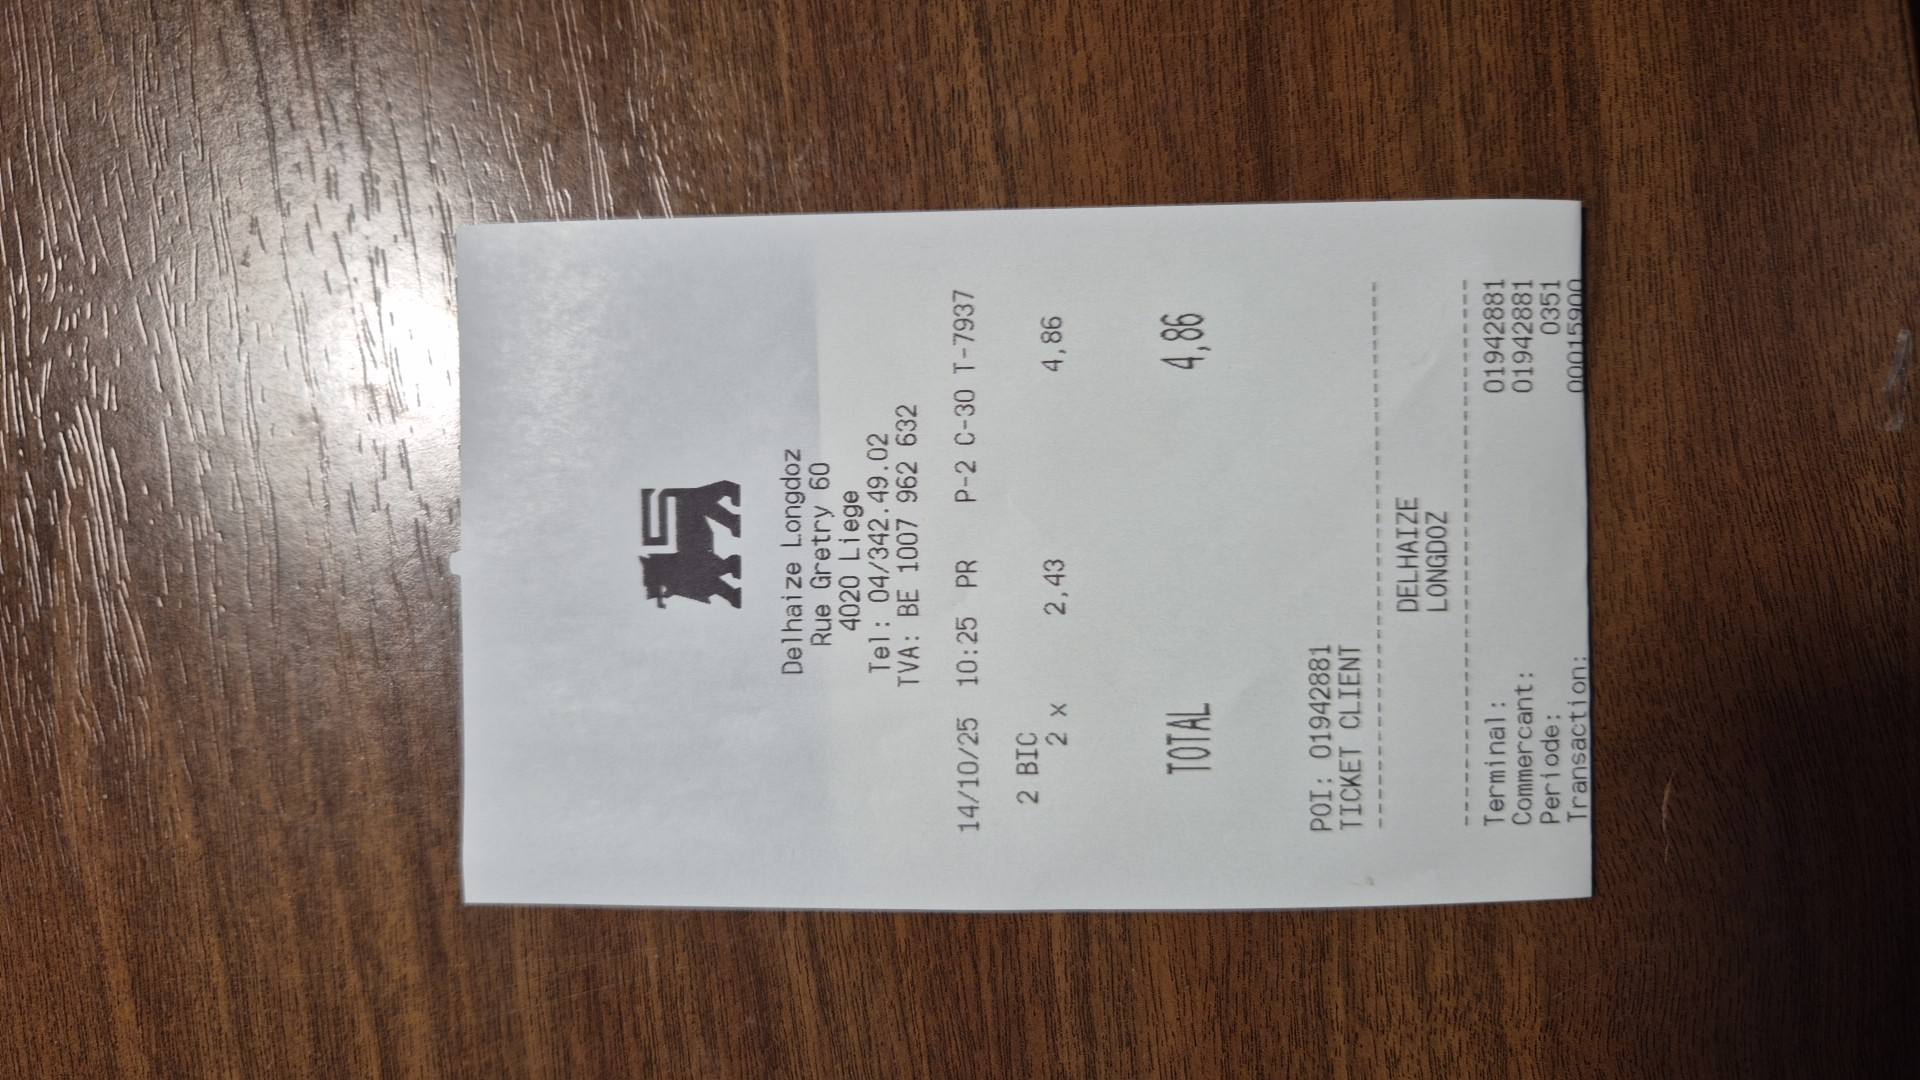 Delhaize Longdoz
Rue Gretry 60
4020 Liege
Tel: 04/342.49.02
TVA: BE 1007 962 632
14/10/25 10:25 PR P-2 C-30 T-7937
2 BIC
2 x 2,43 4,86
TOTAL 4,86
POI: 01942881
TICKET CLIENT
--------------------------------------
DELHAIZE
LONGDOZ
--------------------------------------
Terminal: 01942881
Commercant: 01942881
Periode: 0351
Transaction: 00015900